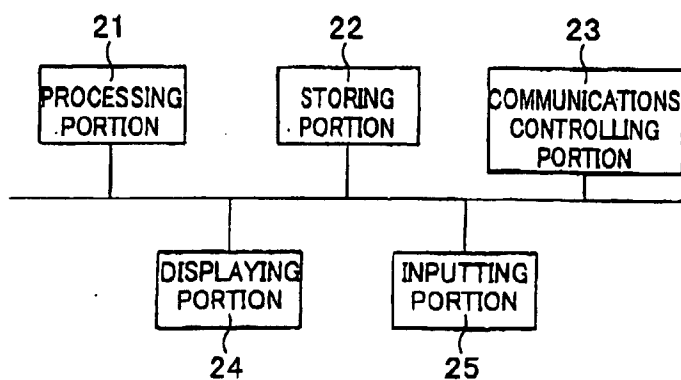 21
22
23
PROCESSING
PORTION
STORING
PORTION
COMMUNICATIONS
CONTROLLING
PORTION
DISPLAYING
PORTION
INPUTTING
PORTION
24
25